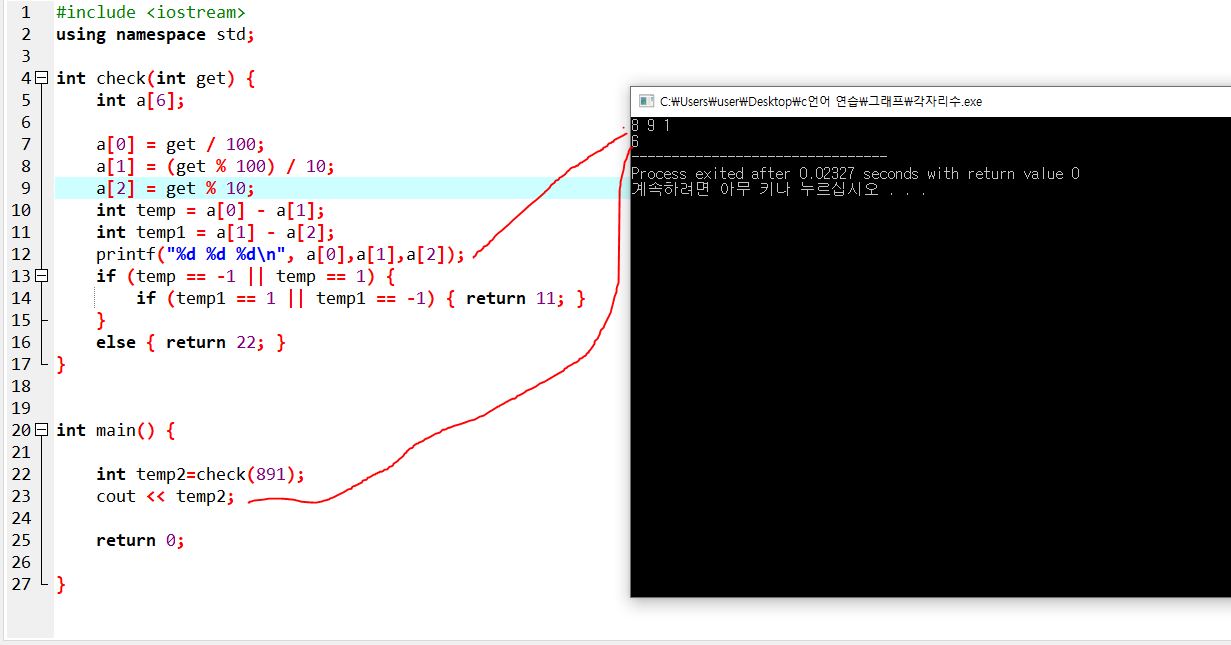 1 #include <iostream>
2 using namespace std;
3
4 int check(int get) {
5 int a[6];
6
7 a[0] = get / 100;
8 a[1] = (get % 100) / 10;
9 a[2] = get % 10;
10 int temp = a[0] - a[1];
11 int temp1 = a[1] - a[2];
12 printf("%d %d %d\n", a[0],a[1],a[2]);
13 if (temp == -1 || temp == 1) {
14 if (temp1 == 1 || temp1 == -1) { return 11; }
15 }
16 else { return 22; }
17 }
18
19
20 int main() {
21
22 int temp2=check(891);
23 cout << temp2;
24
25 return 0;
26
27 }
C:₩Users₩user₩Desktop₩c언어 연습₩그래프₩각자리수.exe
8 9 1
6
--------------------------------
Process exited after 0.02327 seconds with return value 0
계속하려면 아무 키나 누르십시오 . . .